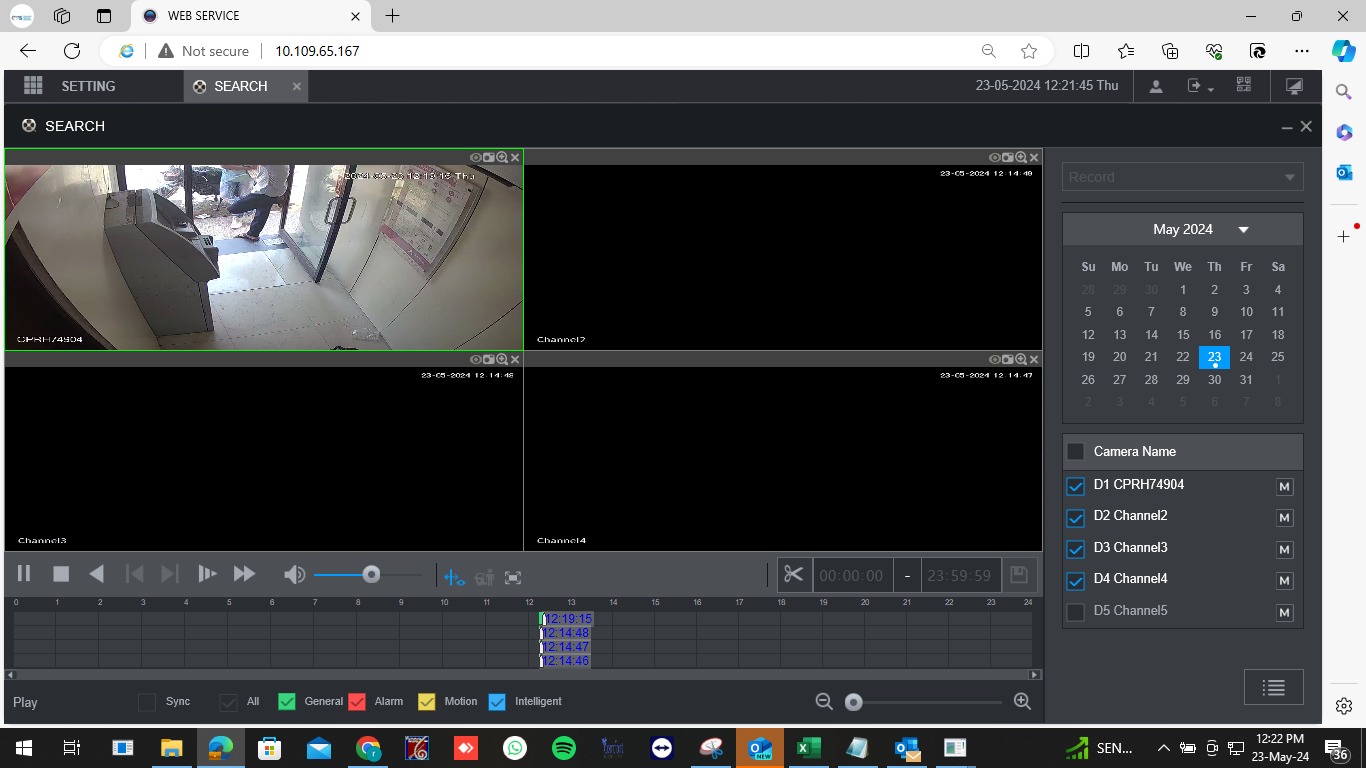 WEB SERVICE
Not secure
10.109.65.167
SETTING
SEARCH
23-05-2024 12:21:45 Thu
SEARCH
CPRH74904
23-05-2024 12:14:48
Channel2
23-05-2024 12:14:48
Channel3
23-05-2024 12:14:47
Channel4
Record
May 2024
Su Mo Tu We Th Fr Sa
28 29 30 1 2 3 4
5 6 7 8 9 10 11
12 13 14 15 16 17 18
19 20 21 22 23 24 25
26 27 28 29 30 31 1
2 3 4 5 6 7 8
Camera Name
D1 CPRH74904 M
D2 Channel2 M
D3 Channel3 M
D4 Channel4 M
D5 Channel5 M
00:00:00 - 23:59:59
0 1 2 3 4 5 6 7 8 9 10 11 12 13 14 15 16 17 18 19 20 21 22 23 24
12:19:15
12:14:48
12:14:47
12:14:46
Play
Sync
All
General
Alarm
Motion
Intelligent
NEW
SEN...
12:22 PM
23-May-24
36